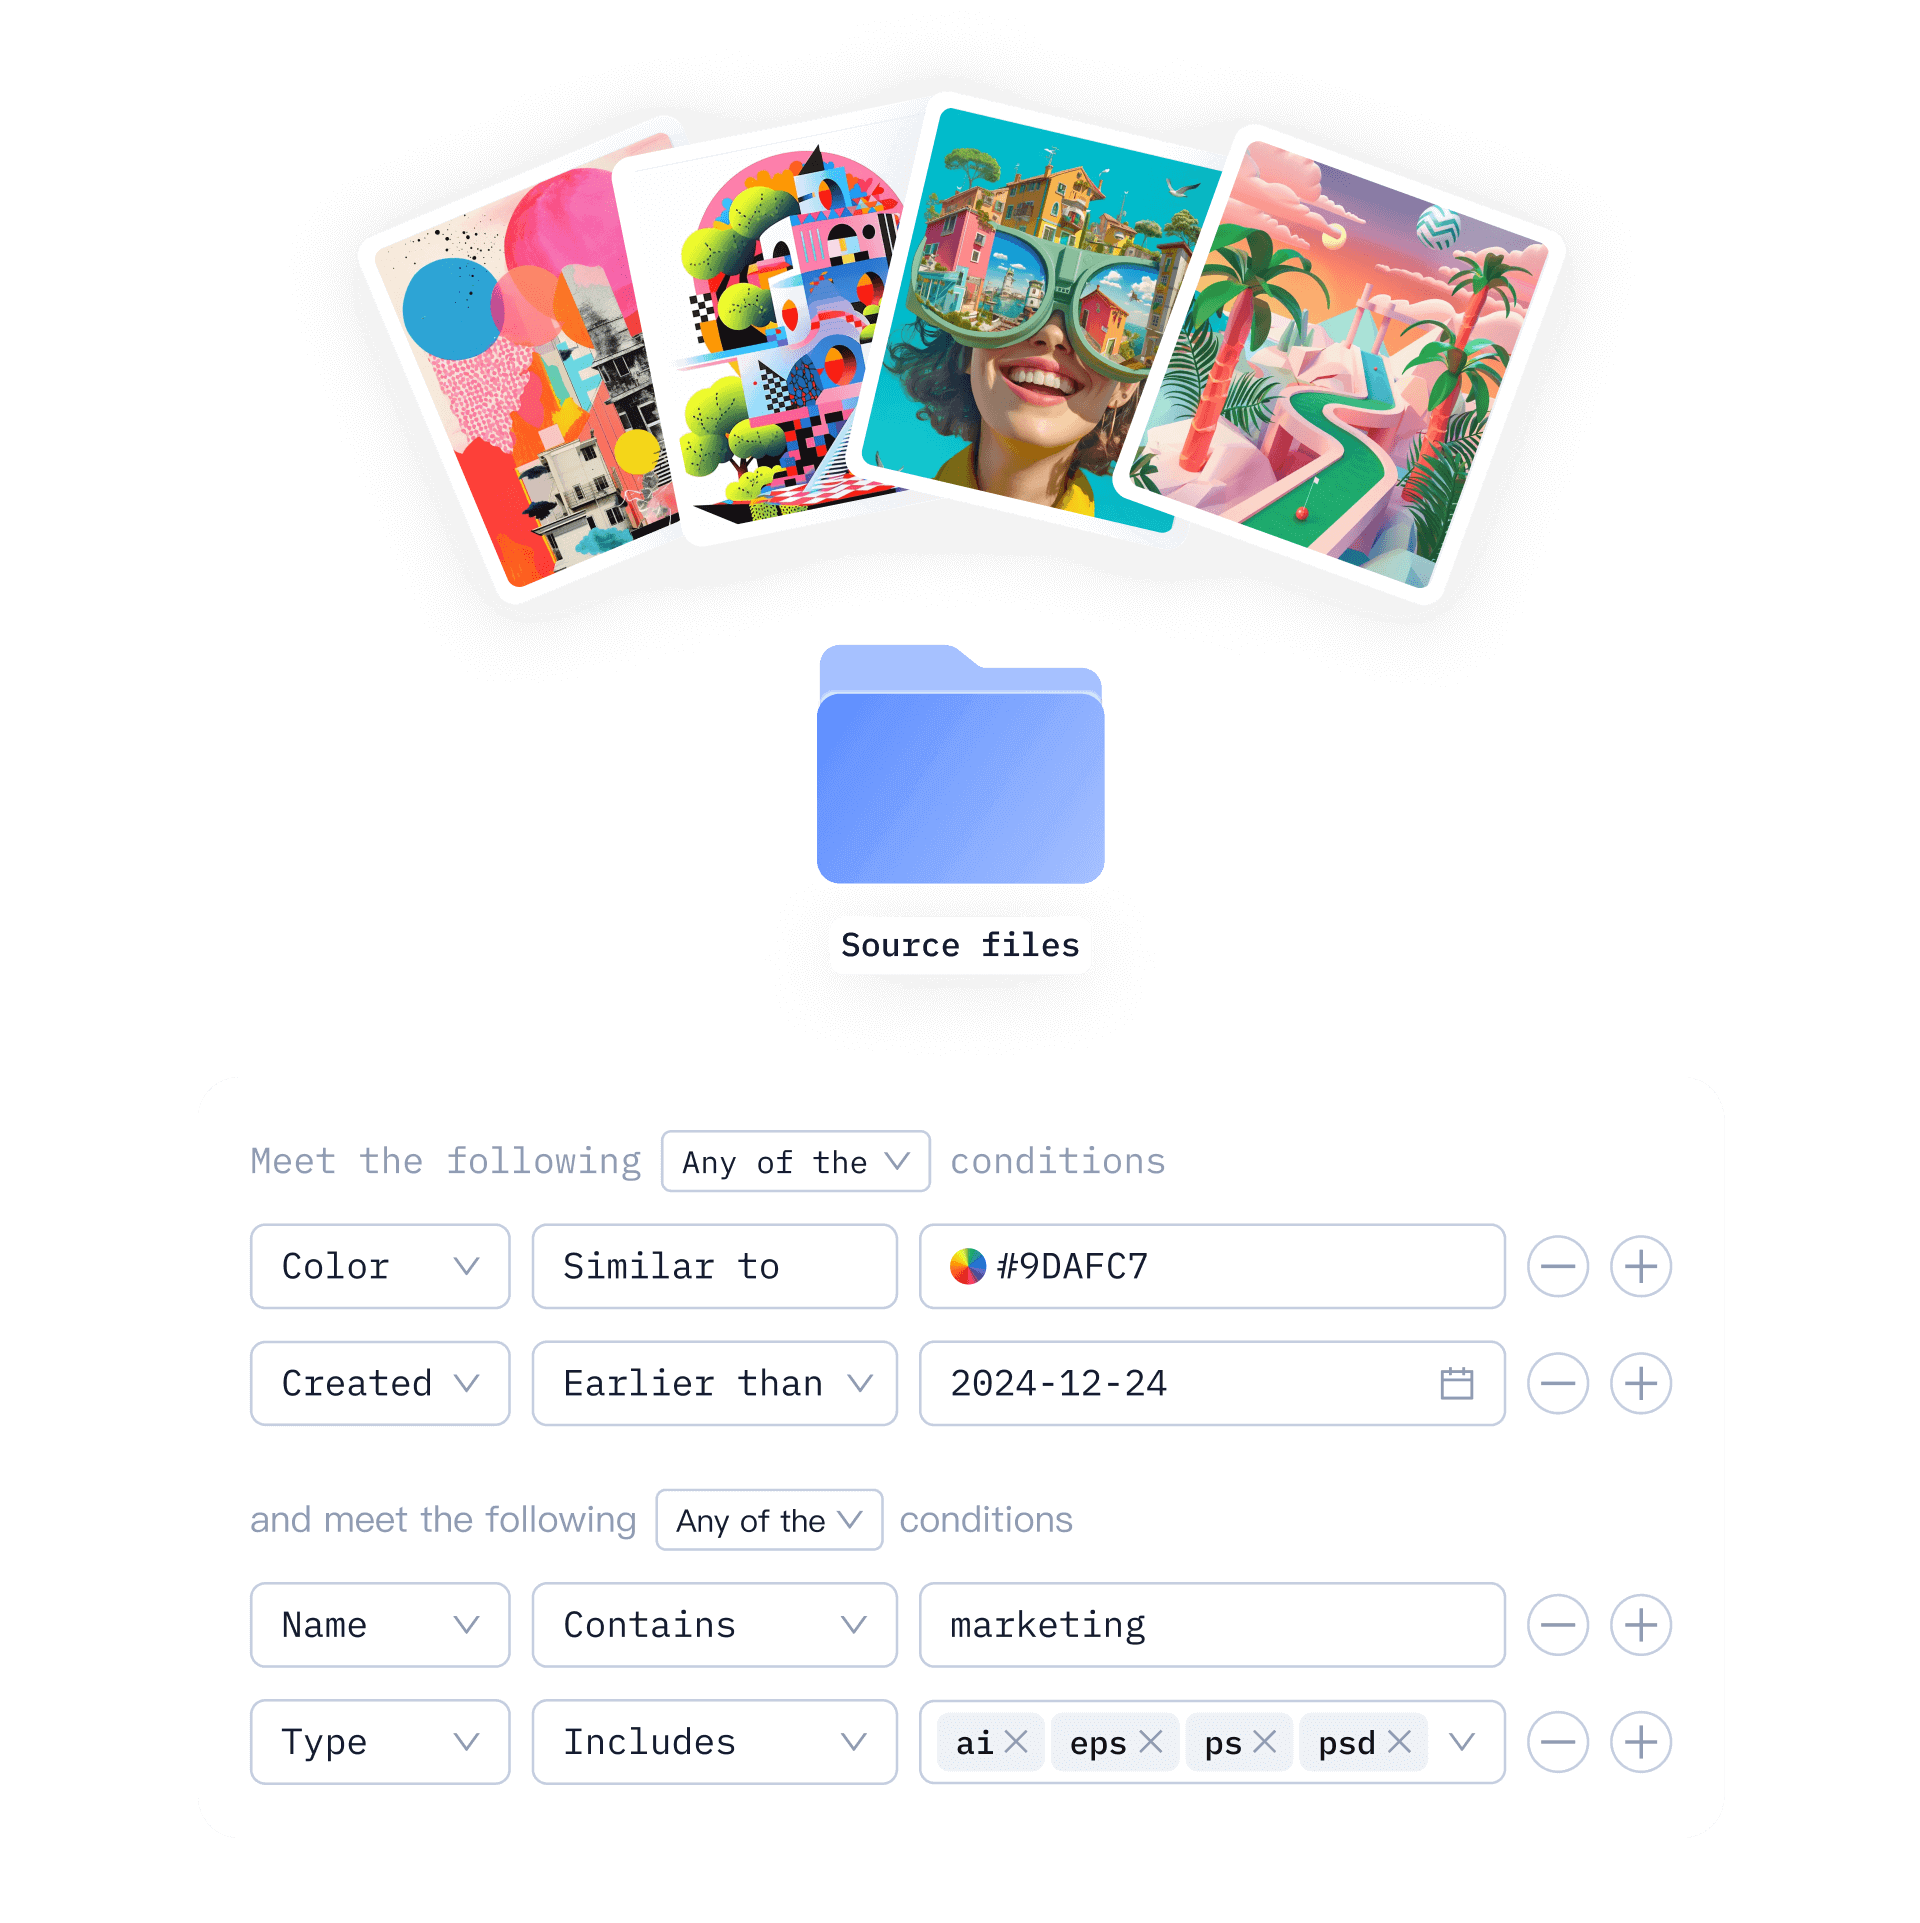 Source files
Meet the following Any of the conditions
Color Similar to #9DAFC7
Created Earlier than 2024-12-24
and meet the following Any of the conditions
Name Contains marketing
Type Includes ai eps ps psd